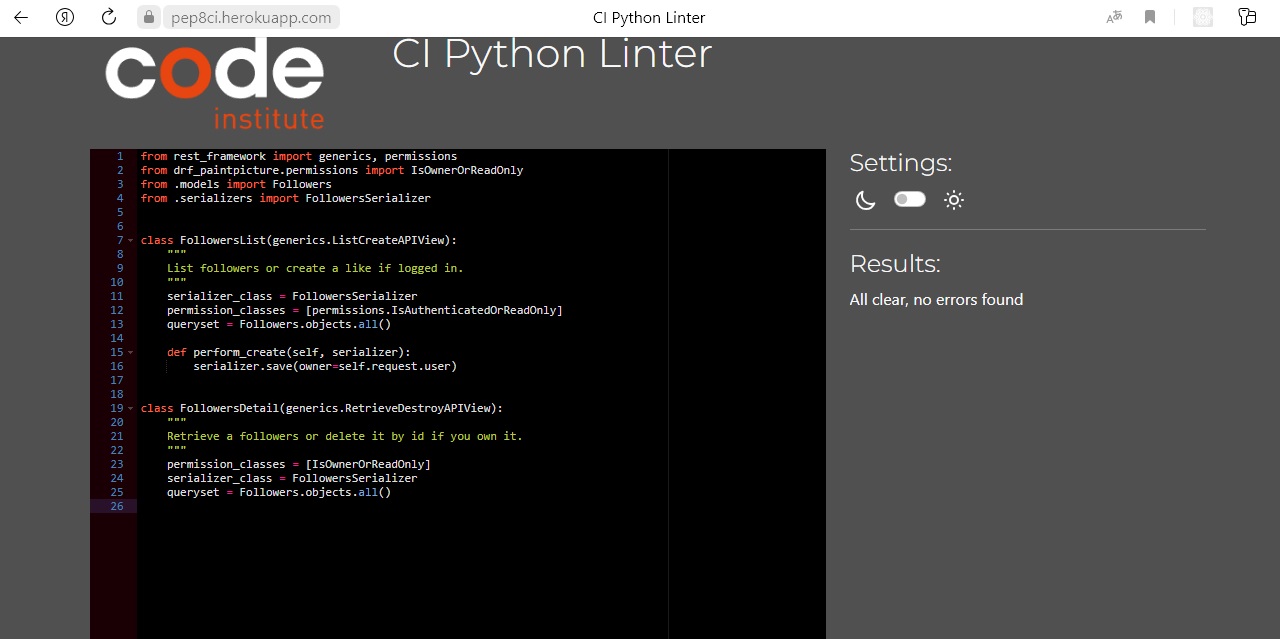 pep8ci.herokuapp.com
CI Python Linter
code
institute
CI Python Linter
1 from rest_framework import generics, permissions
2 from drf_paintpicture.permissions import IsOwnerOrReadOnly
3 from .models import Followers
4 from .serializers import FollowersSerializer
5
6
7 class FollowersList(generics.ListCreateAPIView):
8     """
9     List followers or create a like if logged in.
10     """
11     serializer_class = FollowersSerializer
12     permission_classes = [permissions.IsAuthenticatedOrReadOnly]
13     queryset = Followers.objects.all()
14
15     def perform_create(self, serializer):
16         serializer.save(owner=self.request.user)
17
18
19 class FollowersDetail(generics.RetrieveDestroyAPIView):
20     """
21     Retrieve a followers or delete it by id if you own it.
22     """
23     permission_classes = [IsOwnerOrReadOnly]
24     serializer_class = FollowersSerializer
25     queryset = Followers.objects.all()
26
Settings:
Results:
All clear, no errors found